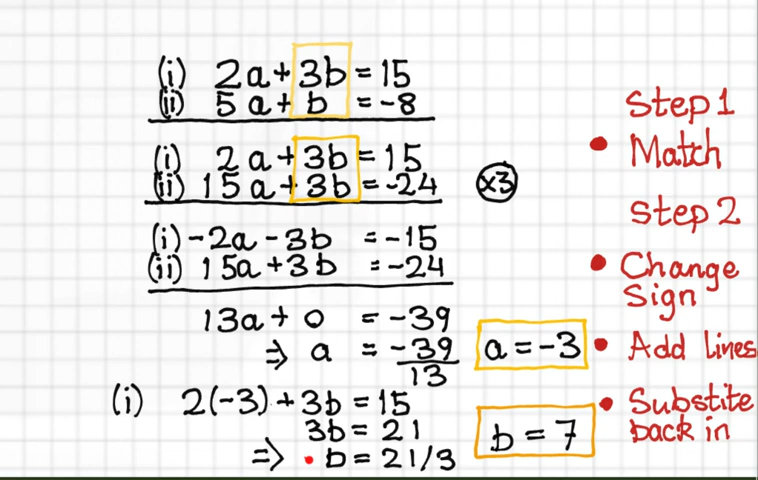 (i) 2a + 3b = 15
(ii) 5a + b = -8
(i) 2a + 3b = 15
(ii) 15a + 3b = -24 ×3
(i) -2a - 3b = -15
(ii) 15a + 3b = -24
13a + 0 = -39
⇒ a = -39/13
a = -3
(i) 2(-3) + 3b = 15
3b = 21
⇒ b = 21/3
b = 7
Step 1
• Match
Step 2
• Change
Sign
• Add Lines
• Substite
back in